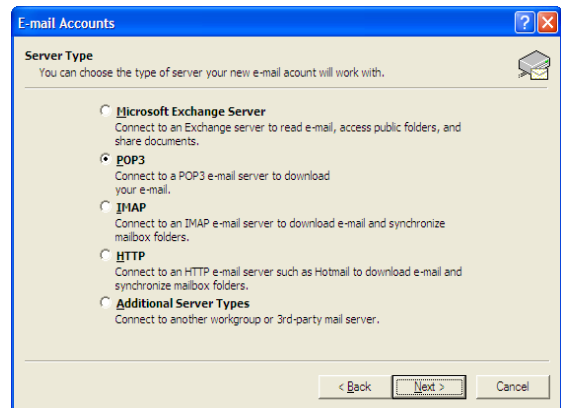 E-mail Accounts
Server Type
You can choose the type of server your new e-mail acount will work with.
Microsoft Exchange Server
Connect to an Exchange server to read e-mail, access public folders, and
share documents.
POP3
Connect to a POP3 e-mail server to download
your e-mail.
IMAP
Connect to an IMAP e-mail server to download e-mail and synchronize
mailbox folders.
HTTP
Connect to an HTTP e-mail server such as Hotmail to download e-mail and
synchronize mailbox folders.
Additional Server Types
Connect to another workgroup or 3rd-party mail server.
< Back Next > Cancel